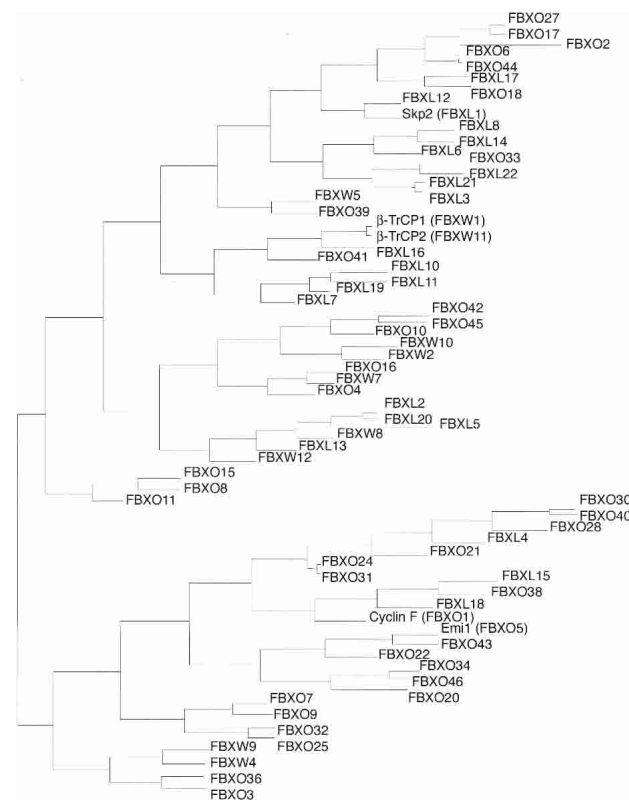 FBXO27
FBXO17
FBXO2
FBXO6
FBXO44
FBXL17
FBXO18
FBXL12
Skp2 (FBXL1)
FBXL8
FBXL14
FBXL6
FBXO33
FBXL22
FBXL21
FBXL3
FBXW5
FBXO39
β-TrCP1 (FBXW1)
β-TrCP2 (FBXW11)
FBXL16
FBXO41
FBXL10
FBXL11
FBXL19
FBXL7
FBXO42
FBXO45
FBXO10
FBXW10
FBXW2
FBXO16
FBXW7
FBXO4
FBXL2
FBXL20
FBXL5
FBXW8
FBXL13
FBXW12
FBXO15
FBXO8
FBXO11
FBXO30
FBXO40
FBXO28
FBXL4
FBXO21
FBXO24
FBXO31
FBXL15
FBXO38
FBXL18
Cyclin F (FBXO1)
Emi1 (FBXO5)
FBXO43
FBXO22
FBXO34
FBXO46
FBXO20
FBXO7
FBXO9
FBXO32
FBXO25
FBXW9
FBXW4
FBXO36
FBXO3